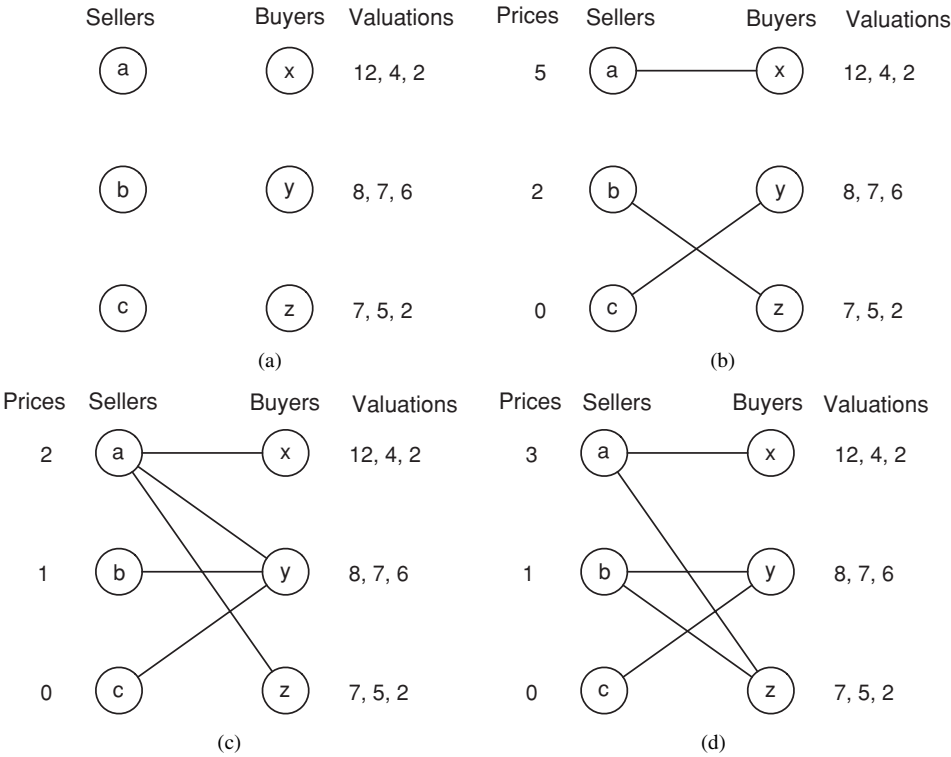 Sellers Buyers Valuations
a x 12, 4, 2
b y 8, 7, 6
c z 7, 5, 2
(a)
Prices Sellers Buyers Valuations
5 a x 12, 4, 2
2 b y 8, 7, 6
0 c z 7, 5, 2
(b)
Prices Sellers Buyers Valuations
2 a x 12, 4, 2
1 b y 8, 7, 6
0 c z 7, 5, 2
(c)
Prices Sellers Buyers Valuations
3 a x 12, 4, 2
1 b y 8, 7, 6
0 c z 7, 5, 2
(d)